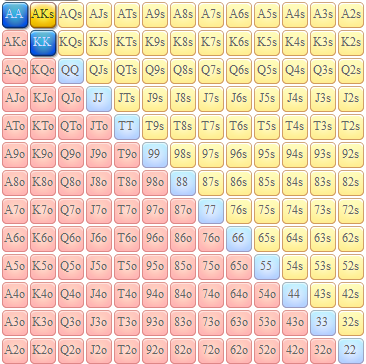 AA AKs AQs AJs ATs A9s A8s A7s A6s A5s A4s A3s A2s
AKo KK KQs KJs KTs K9s K8s K7s K6s K5s K4s K3s K2s
AQo KQo QQ QJs QTs Q9s Q8s Q7s Q6s Q5s Q4s Q3s Q2s
AJo KJo QJo JJ JTs J9s J8s J7s J6s J5s J4s J3s J2s
ATo KTo QTo JTo TT T9s T8s T7s T6s T5s T4s T3s T2s
A9o K9o Q9o J9o T9o 99 98s 97s 96s 95s 94s 93s 92s
A8o K8o Q8o J8o T8o 98o 88 87s 86s 85s 84s 83s 82s
A7o K7o Q7o J7o T7o 97o 87o 77 76s 75s 74s 73s 72s
A6o K6o Q6o J6o T6o 96o 86o 76o 66 65s 64s 63s 62s
A5o K5o Q5o J5o T5o 95o 85o 75o 65o 55 54s 53s 52s
A4o K4o Q4o J4o T4o 94o 84o 74o 64o 54o 44 43s 42s
A3o K3o Q3o J3o T3o 93o 83o 73o 63o 53o 43o 33 32s
A2o K2o Q2o J2o T2o 92o 82o 72o 62o 52o 42o 32o 22